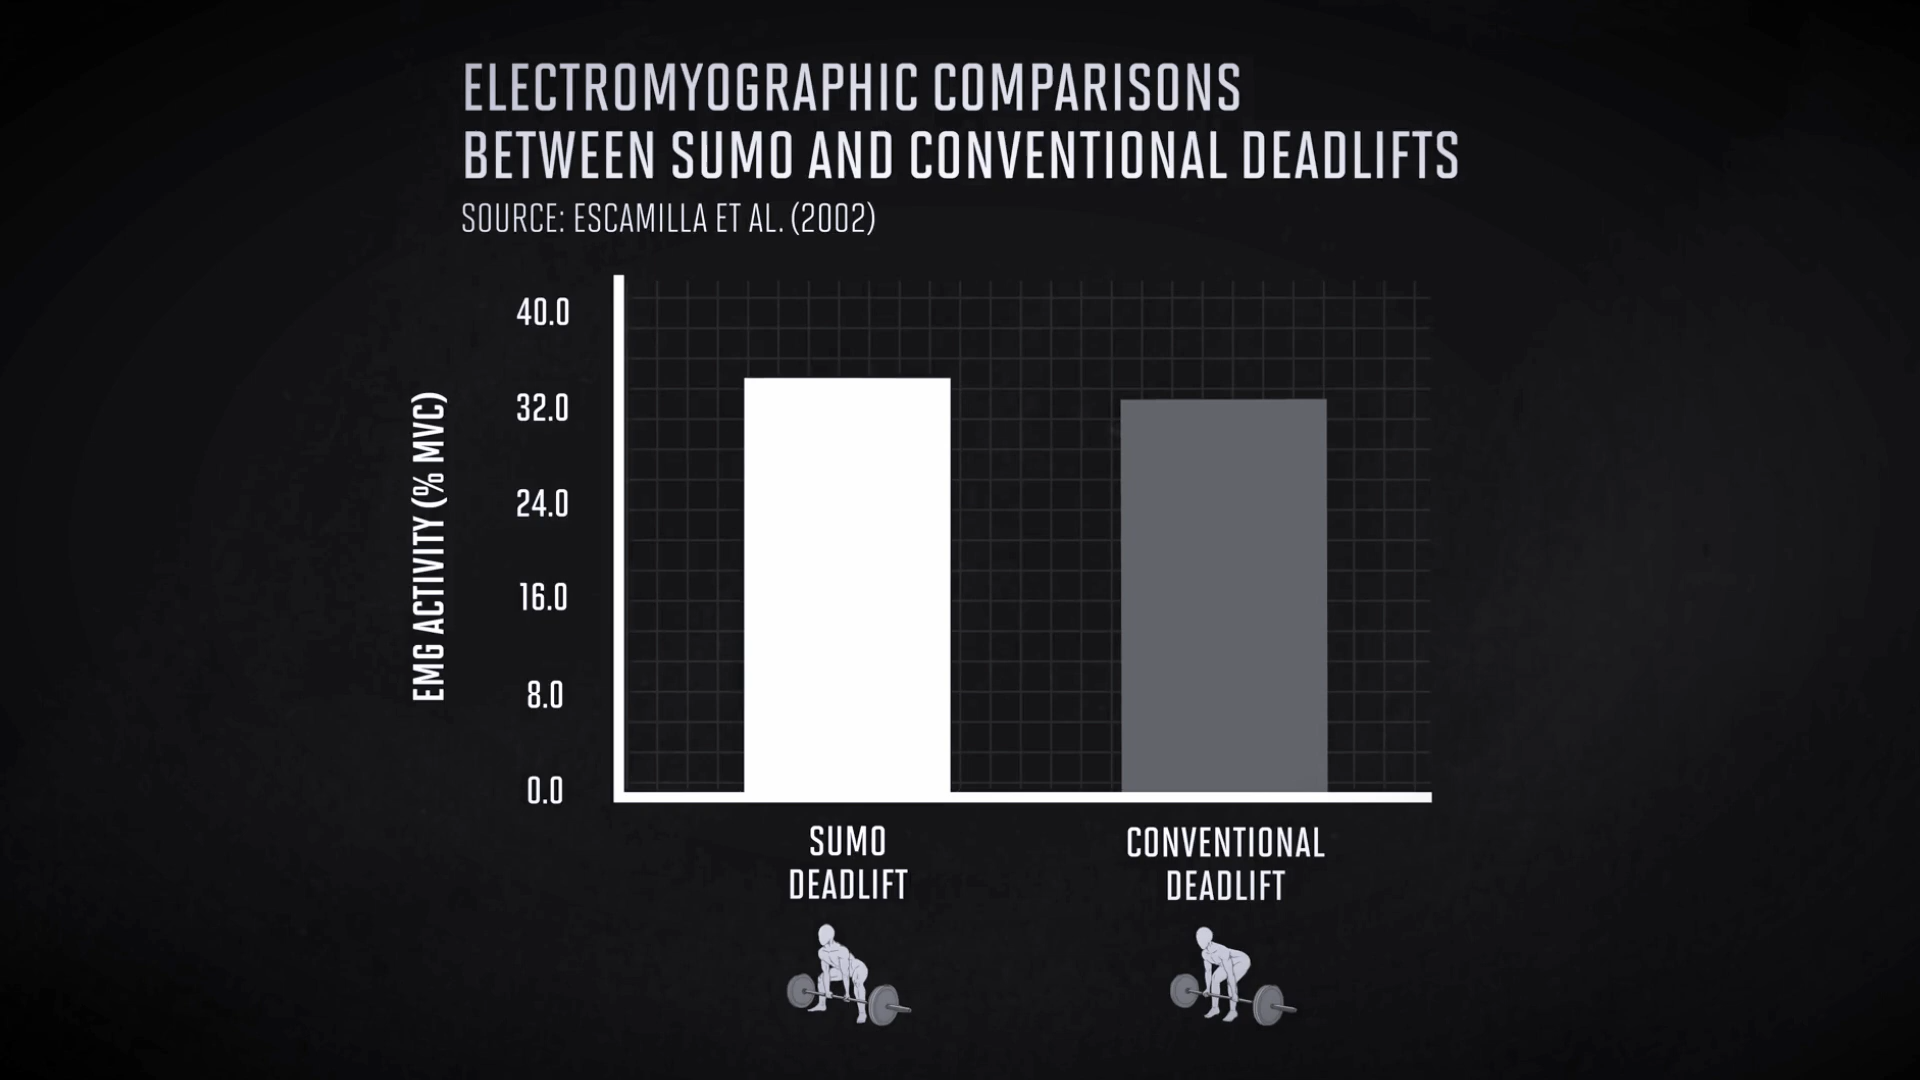 ELECTROMYOGRAPHIC COMPARISONS
BETWEEN SUMO AND CONVENTIONAL DEADLIFTS
SOURCE: ESCAMILLA ET AL. (2002)
EMG ACTIVITY (% MVC)
40.0
32.0
24.0
16.0
8.0
0.0
SUMO
DEADLIFT
CONVENTIONAL
DEADLIFT